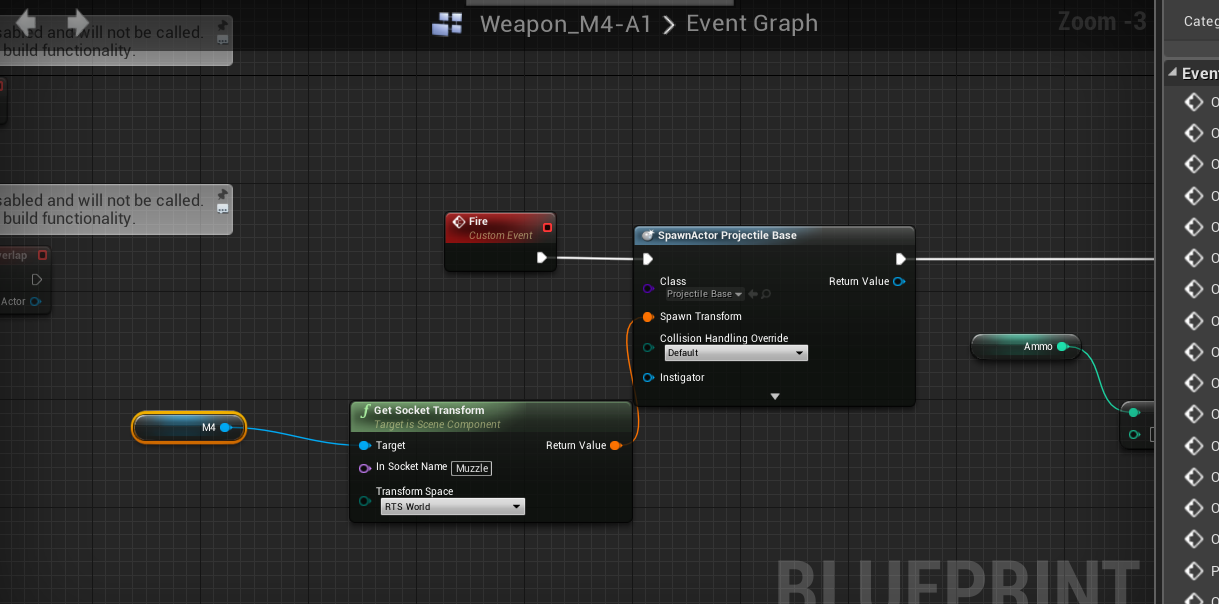 Weapon_M4-A1 > Event Graph
Zoom -3
Categ
abled and will not be called.
build functionality.
Event
sabled and will not be called.
build functionality.
Fire
Custom Event
SpawnActor Projectile Base
verlap
Class
Projectile Base
Return Value
Actor
Spawn Transform
Collision Handling Override
Default
Ammo
Instigator
Get Socket Transform
Target is Scene Component
M4
Target
Return Value
In Socket Name
Muzzle
Transform Space
RTS World
BLUEPRINT